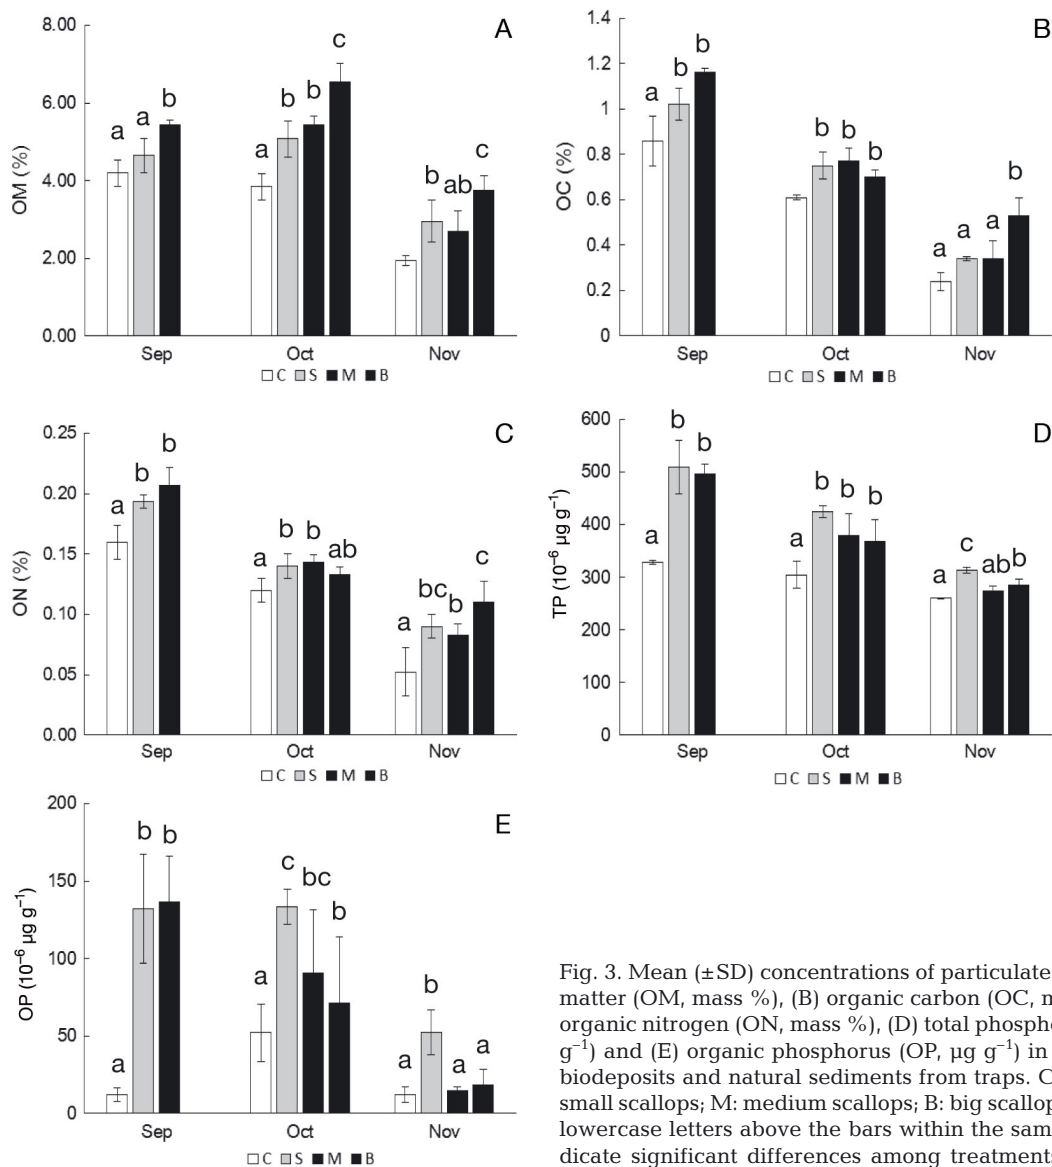 A
8.00
6.00
4.00
2.00
0.00
OM (%)
a a b
a b b c
b ab c
Sep Oct Nov
C S M B
B
1.4
1.2
1
0.8
0.6
0.4
0.2
0
OC (%)
a b b
b b b
a a a b
Sep Oct Nov
C S M B
C
0.25
0.20
0.15
0.10
0.05
0.00
ON (%)
a b b
a b b ab
a bc b c
Sep Oct Nov
C S M B
D
600
500
400
300
200
100
0
TP (10⁻⁶ µg g⁻¹)
a b b
a b b b
a c ab b
Sep Oct Nov
C S M B
E
200
150
100
50
0
OP (10⁻⁶ µg g⁻¹)
a b b
a c bc b
a b a a
Sep Oct Nov
C S M B
Fig. 3. Mean (±SD) concentrations of particulate
matter (OM, mass %), (B) organic carbon (OC, m
organic nitrogen (ON, mass %), (D) total phosph
g⁻¹) and (E) organic phosphorus (OP, µg g⁻¹) in
biodeposits and natural sediments from traps. C
small scallops; M: medium scallops; B: big scallop
lowercase letters above the bars within the sam
dicate significant differences among treatments